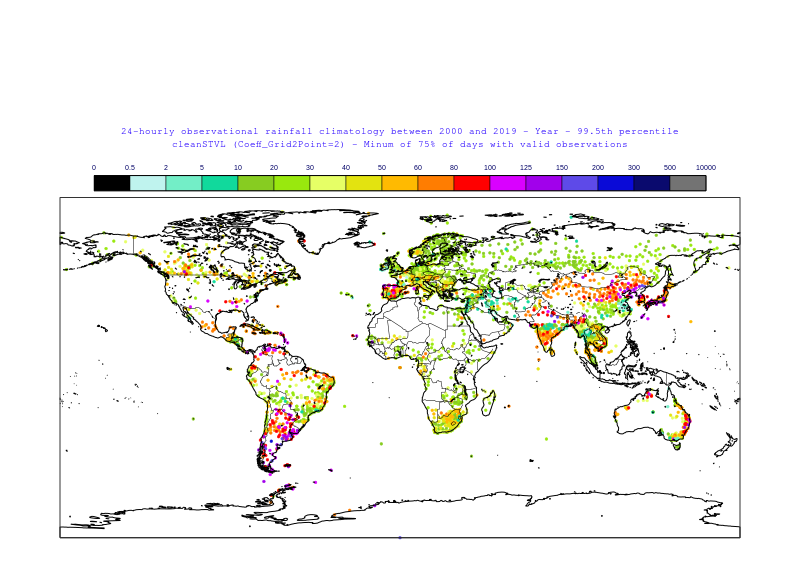 24-hourly observational rainfall climatology between 2000 and 2019 - Year - 99.5th percentile
cleanSTVL (Coeff_Grid2Point=2) - Minum of 75% of days with valid observations
0 0.5 2 5 10 20 30 40 50 60 80 100 125 150 200 300 500 10000